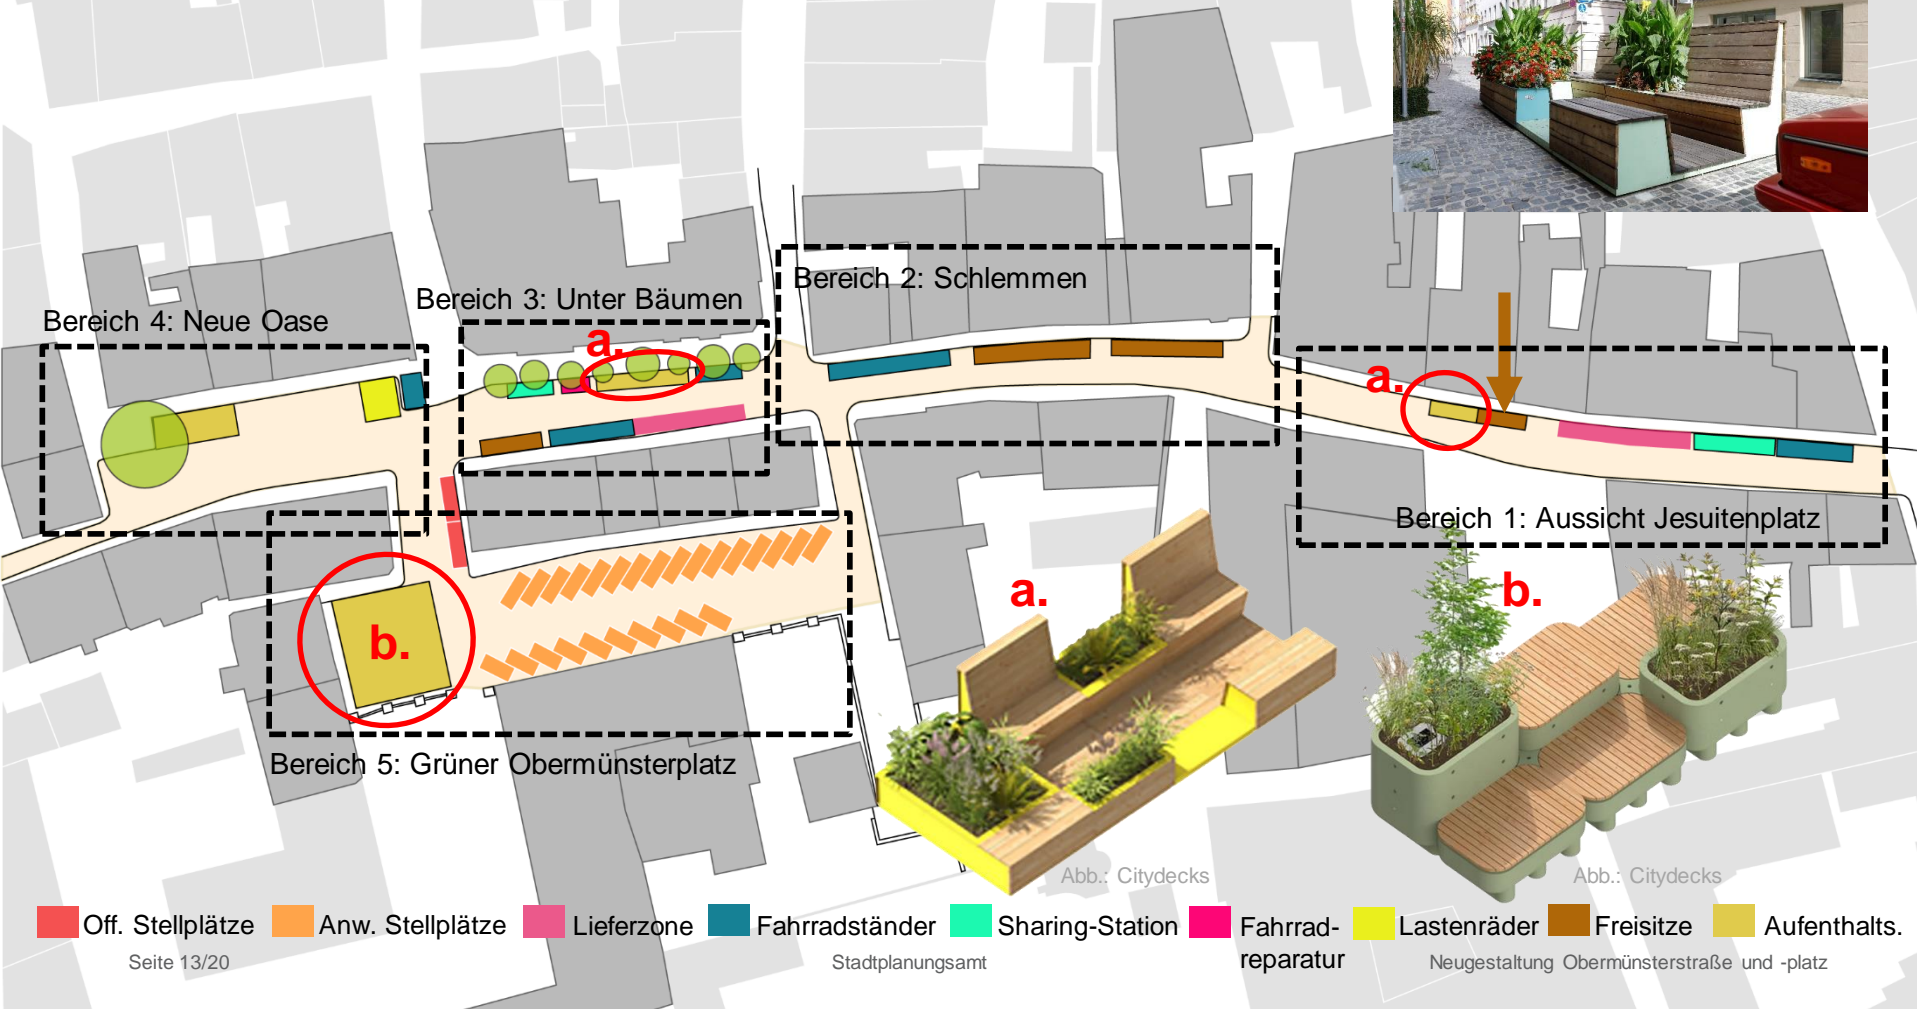 Bereich 2: Schlemmen
Bereich 3: Unter Bäumen
Bereich 4: Neue Oase
a.
a.
Bereich 1: Aussicht Jesuitenplatz
a.
b.
b.
Bereich 5: Grüner Obermünsterplatz
Abb.: Citydecks
Abb.: Citydecks
Off. Stellplätze
Anw. Stellplätze
Lieferzone
Fahrradständer
Sharing-Station
Fahrrad-
reparatur
Lastenräder
Freisitze
Aufenthalts.
Seite 13/20
Stadtplanungsamt
Neugestaltung Obermünsterstraße und -platz